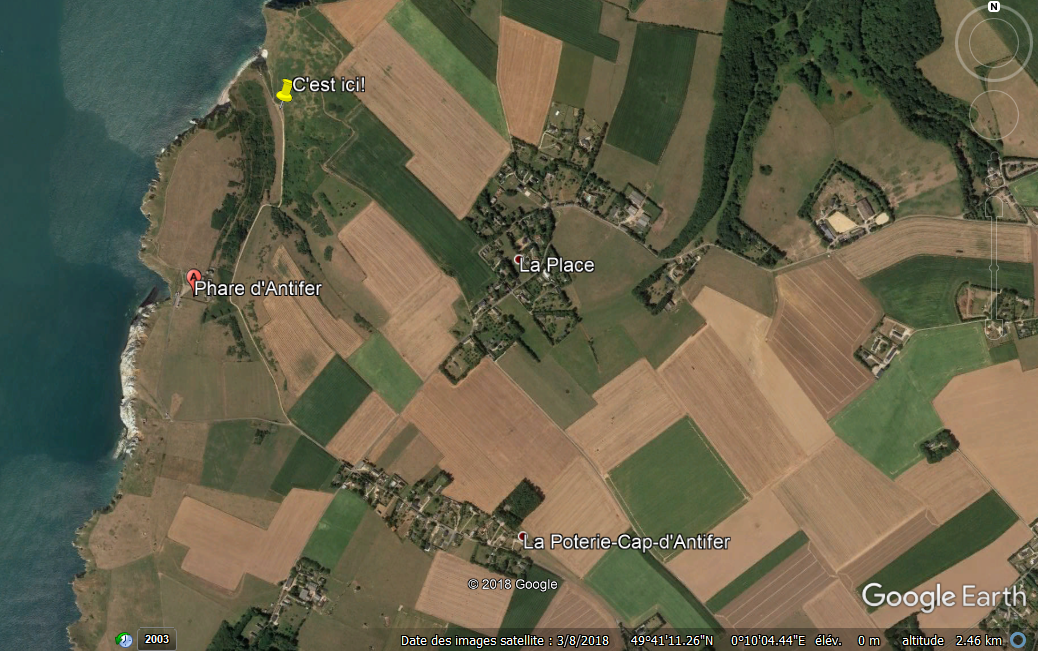 N
C'est ici!
La Place
A
Phare d'Antifer
La Poterie-Cap-d'Antifer
© 2018 Google
Google Earth
2003
Date des images satellite : 3/8/2018 49°41'11.26"N 0°10'04.44"E élév. 0 m altitude 2.46 km